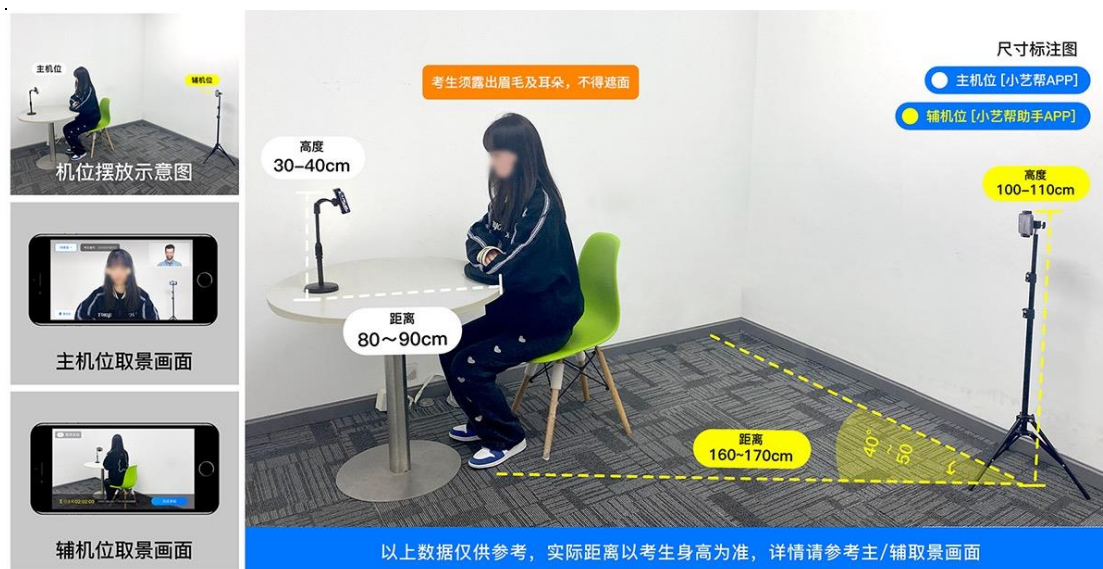 主机位
辅机位
机位摆放示意图
主机位取景画面
辅机位取景画面
考生须露出眉毛及耳朵，不得遮面
尺寸标注图
主机位 [小艺帮APP]
辅机位 [小艺帮助手APP]
高度
30-40cm
距离
80～90cm
高度
100-110cm
距离
160~170cm
40°
~
50
以上数据仅供参考，实际距离以考生身高为准，详情请参考主/辅取景画面